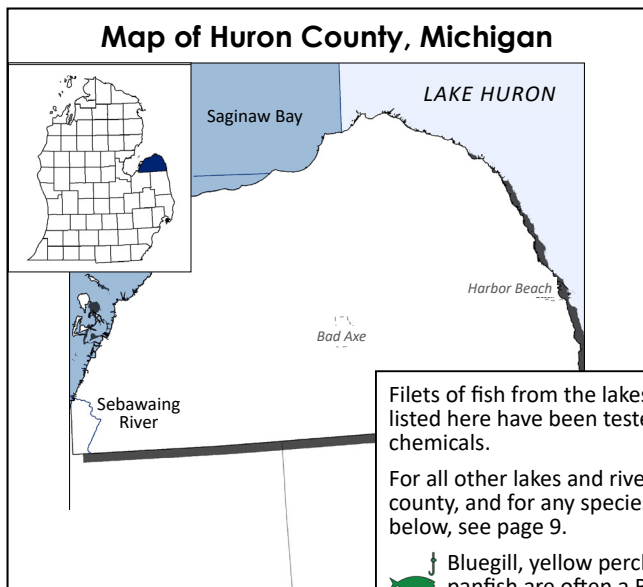 Map of Huron County, Michigan
LAKE HURON
Saginaw Bay
Harbor Beach
Bad Axe
Sebawaing
River
Filets of fish from the lakes
listed here have been teste
chemicals.
For all other lakes and rive
county, and for any species
below, see page 9.
Bluegill, yellow perc
panfish are often a